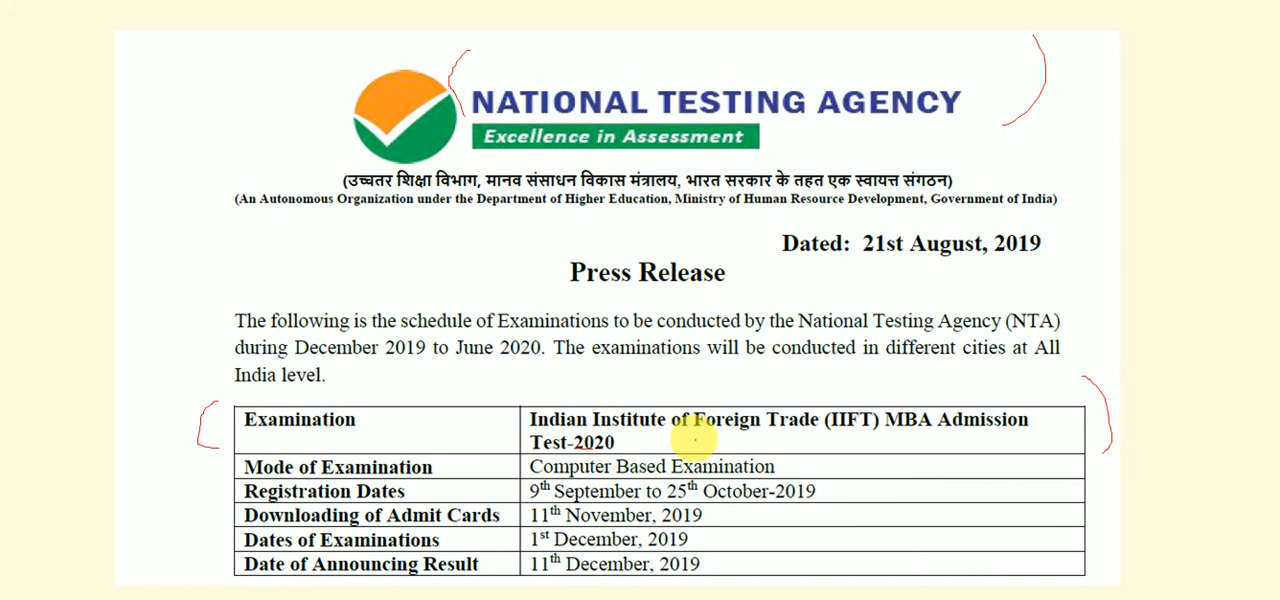 NATIONAL TESTING AGENCY
Excellence in Assessment
(उच्चतर शिक्षा विभाग, मानव संसाधन विकास मंत्रालय, भारत सरकार के तहत एक स्वायत्त संगठन)
(An Autonomous Organization under the Department of Higher Education, Ministry of Human Resource Development, Government of India)
Dated: 21st August, 2019
Press Release
The following is the schedule of Examinations to be conducted by the National Testing Agency (NTA)
during December 2019 to June 2020. The examinations will be conducted in different cities at All
India level.
Examination Indian Institute of Foreign Trade (IIFT) MBA Admission
Test-2020
Mode of Examination Computer Based Examination
Registration Dates 9th September to 25th October-2019
Downloading of Admit Cards 11th November, 2019
Dates of Examinations 1st December, 2019
Date of Announcing Result 11th December, 2019